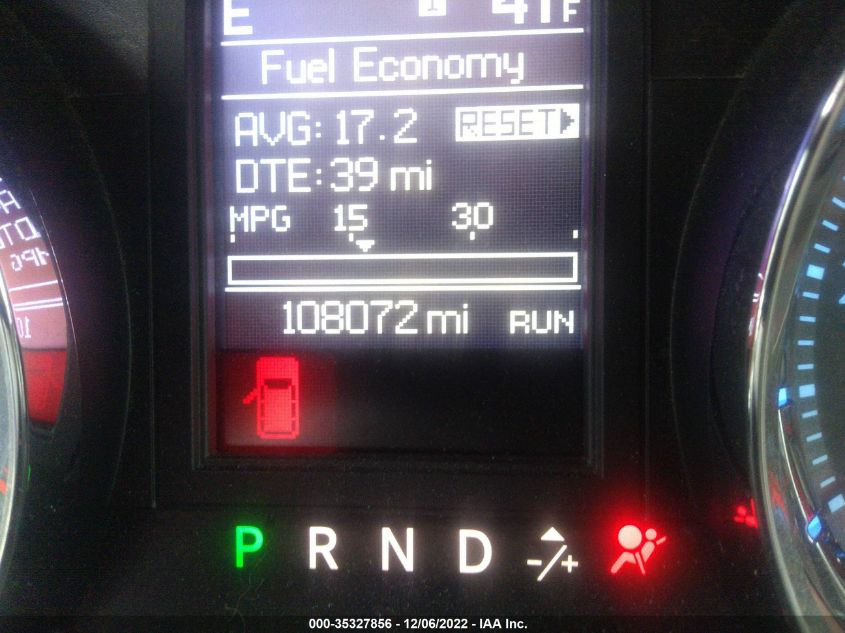 E 41F
Fuel Economy
AVG: 17.2 RESET
DTE: 39 mi
MPG 15 30
108072 mi RUN
P R N D -/+
000-35327856 - 12/06/2022 - IAA Inc.